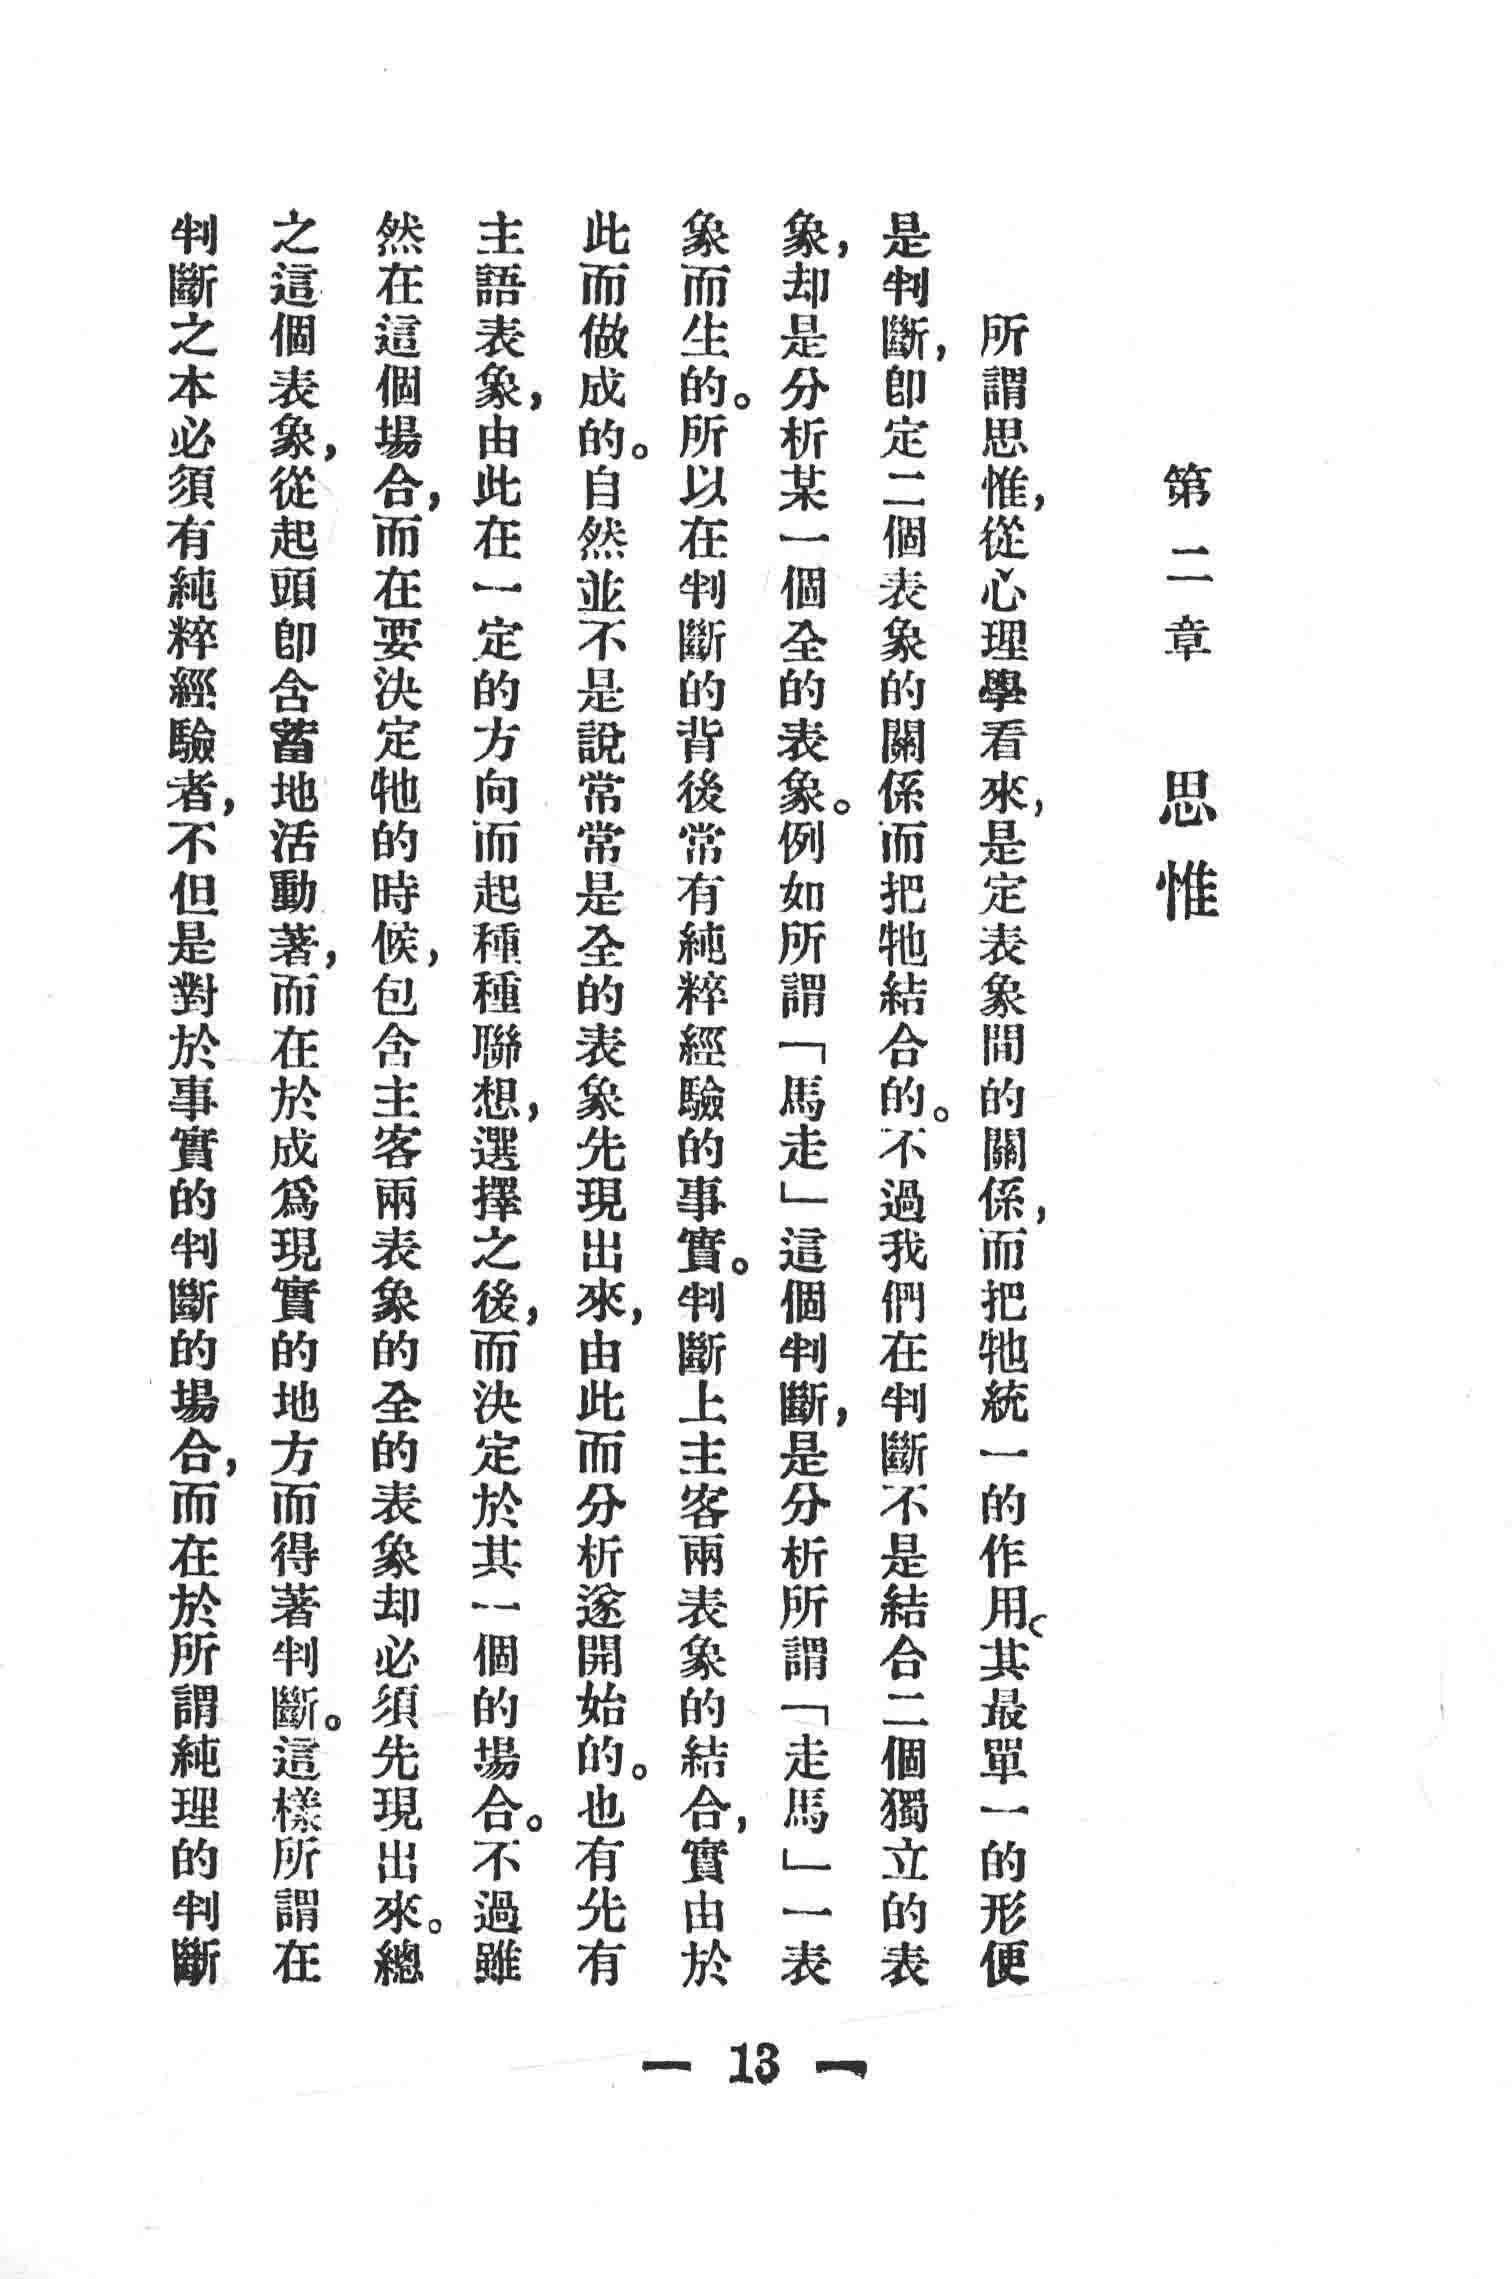 第二章　思惟
所謂思惟，從心理學看來，是定表象間的關係，而把牠統一的作用。其最單一的形便
是判斷，卽定二個表象的關係而把牠結合的。不過我們在判斷不是結合二個獨立的表
象，却是分析某一個全的表象。例如所謂「馬走」這個判斷，是分析所謂「走馬」一表
象而生的。所以在判斷的背後常有純粹經驗的事實。判斷上主客兩表象的結合，實由於
此而做成的。自然並不是說常常是全的表象先現出來，由此而分析遂開始的。也有先有
主語表象，由此在一定的方向而起種種聯想，選擇之後，而決定於其一個的場合。不過雖
然在這個場合，而在要決定牠的時候，包含主客兩表象的全的表象却必須先現出來。總
之這個表象，從起頭卽含蓄地活動著，而在於成爲現實的地方而得著判斷。這樣所謂在
判斷之本必須有純粹經驗者，不但是對於事實的判斷的場合，而在於所謂純理的判斷
— 13 —